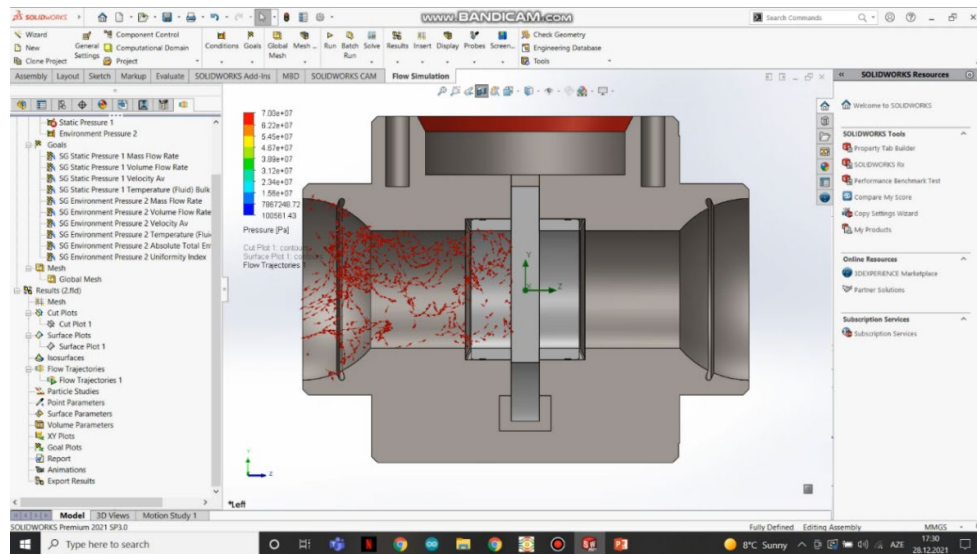 SOLIDWORKS
WWW.BANDICAM.COM
Search Commands
Wizard
New
Clone Project
General Settings
Component Control
Computational Domain
Project
Conditions
Goals
Global Mesh
Mesh ...
Run
Batch Run
Solve
Results
Insert
Display
Probes
Screen...
Check Geometry
Engineering Database
Tools
Assembly
Layout
Sketch
Markup
Evaluate
SOLIDWORKS Add-Ins
MBD
SOLIDWORKS CAM
Flow Simulation
Static Pressure 1
Environment Pressure 2
Goals
SG Static Pressure 1 Mass Flow Rate
SG Static Pressure 1 Volume Flow Rate
SG Static Pressure 1 Velocity Av
SG Static Pressure 1 Temperature (Fluid) Bulk
SG Environment Pressure 2 Mass Flow Rate
SG Environment Pressure 2 Volume Flow Rate
SG Environment Pressure 2 Velocity Av
SG Environment Pressure 2 Temperature (Flui
SG Environment Pressure 2 Absolute Total En
SG Environment Pressure 2 Uniformity Index
Mesh
Global Mesh
Results (2.fld)
Mesh
Cut Plots
Cut Plot 1
Surface Plots
Surface Plot 1
Isosurfaces
Flow Trajectories
Flow Trajectories 1
Particle Studies
Point Parameters
Surface Parameters
Volume Parameters
XY Plots
Goal Plots
Report
Animations
Export Results
7.00e+07
6.22e+07
5.45e+07
4.67e+07
3.89e+07
3.12e+07
2.34e+07
1.56e+07
7867248.72
100561.43
Pressure [Pa]
Cut Plot 1: contours
Surface Plot 1: contours
Flow Trajectories 1
Y
Z
Y
Z
*Left
SOLIDWORKS Resources
Welcome to SOLIDWORKS
SOLIDWORKS Tools
Property Tab Builder
SOLIDWORKS Rx
Performance Benchmark Test
Compare My Score
Copy Settings Wizard
My Products
Online Resources
3DEXPERIENCE Marketplace
Partner Solutions
Subscription Services
Subscription Services
Model
3D Views
Motion Study 1
SOLIDWORKS Premium 2021 SP3.0
Fully Defined
Editing Assembly
MMGS
Type here to search
8°C Sunny
AZE
17:30
28.12.2021